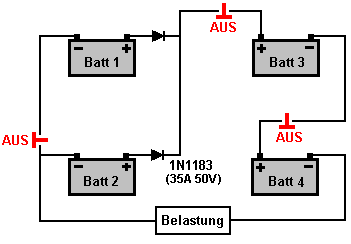 AUS
Batt 1
Batt 3
AUS
AUS
1N1183
(35A 50V)
Batt 2
Batt 4
Belastung